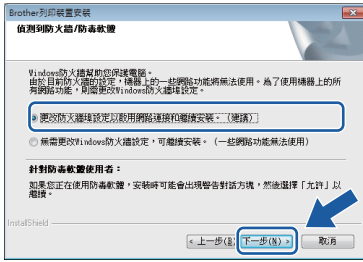 Brother列印裝置安裝
偵測到防火牆/防毒軟體
Windows防火牆幫助您保護電腦。
由於目前防火牆的設定，機器上的一些網路功能將無法使用。為了使用機器上的所
有網路功能，則需更改Windows防火牆埠設定。
更改防火牆埠設定以啟用網路連接和繼續安裝。（建議）
無需更改Windows防火牆設定，可繼續安裝。（一些網路功能無法使用）
針對防毒軟體使用者：
如果您正在使用防毒軟體，安裝時可能會出現警告對話方塊，然後選擇「允許」以
繼續。
InstallShield
< 上一步(B) 下一步(N) > 取消